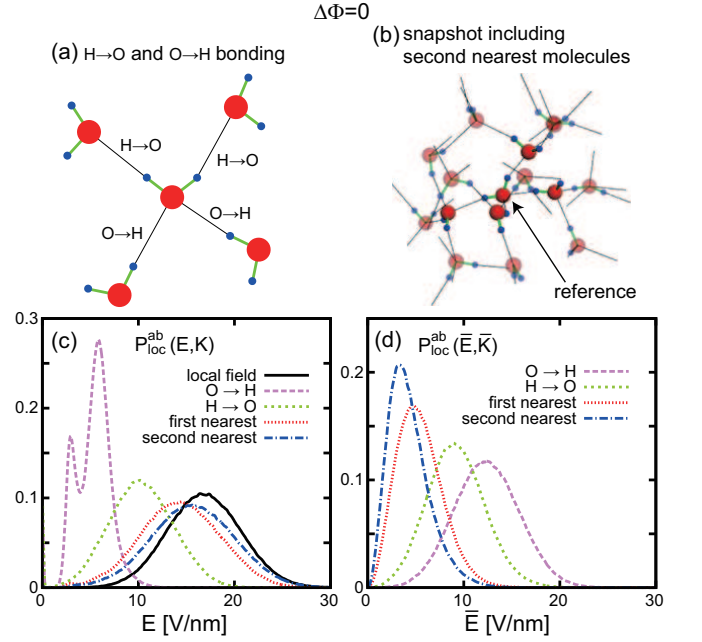 ΔΦ=0
(a) H→O and O→H bonding
H→O
H→O
O→H
O→H
(b) snapshot including
second nearest molecules
reference
(c) P_loc^ab (E,K)
local field
O → H
H → O
first nearest
second nearest
0.3
0.2
0.1
0
0 10 20 30
E [V/nm]
(d) P_loc^ab (E̅,K̅)
O → H
H → O
first nearest
second nearest
0.2
0.1
0
0 10 20 30
E̅ [V/nm]